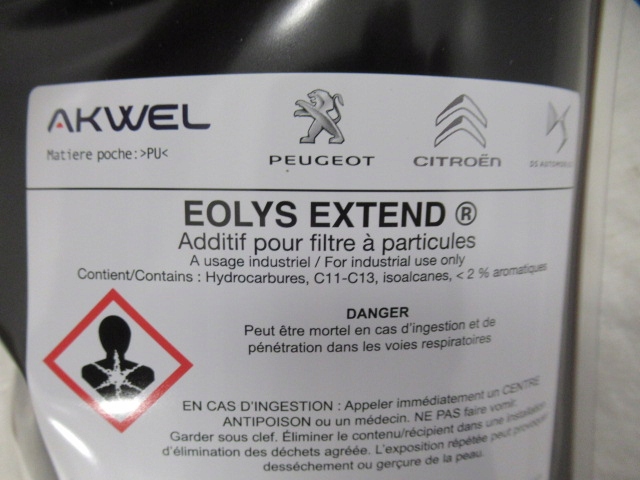 AKWEL
Matiere poche:>PU<
PEUGEOT CITROËN DS AUTOMOBILES
EOLYS EXTEND ®
Additif pour filtre à particules
A usage industriel / For industrial use only
Contient/Contains : Hydrocarbures, C11-C13, isoalcanes, < 2 % aromatiques
DANGER
Peut être mortel en cas d'ingestion et de
pénétration dans les voies respiratoires
EN CAS D'INGESTION : Appeler immédiatement un CENTRE
ANTIPOISON ou un médecin. NE PAS faire vomir.
Garder sous clef. Éliminer le contenu/récipient dans une installation
d'élimination des déchets agréée. L'exposition répétée peut provoquer
dessèchement ou gerçure de la peau.